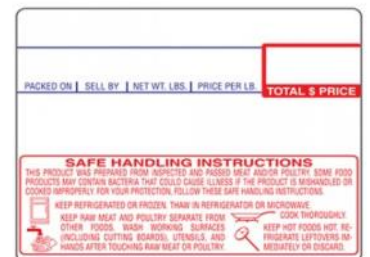 PACKED ON | SELL BY | NET WT. LBS. | PRICE PER LB.
TOTAL $ PRICE
SAFE HANDLING INSTRUCTIONS
THIS PRODUCT WAS PREPARED FROM INSPECTED AND PASSED MEAT AND/OR POULTRY. SOME FOOD
PRODUCTS MAY CONTAIN BACTERIA THAT COULD CAUSE ILLNESS IF THE PRODUCT IS MISHANDLED OR
COOKED IMPROPERLY. FOR YOUR PROTECTION, FOLLOW THESE SAFE HANDLING INSTRUCTIONS.
KEEP REFRIGERATED OR FROZEN. THAW IN REFRIGERATOR OR MICROWAVE.
KEEP RAW MEAT AND POULTRY SEPARATE FROM
OTHER FOODS. WASH WORKING SURFACES
(INCLUDING CUTTING BOARDS), UTENSILS, AND
HANDS AFTER TOUCHING RAW MEAT OR POULTRY.
COOK THOROUGHLY.
KEEP HOT FOODS HOT. RE-
FRIGERATE LEFTOVERS IM-
MEDIATELY OR DISCARD.